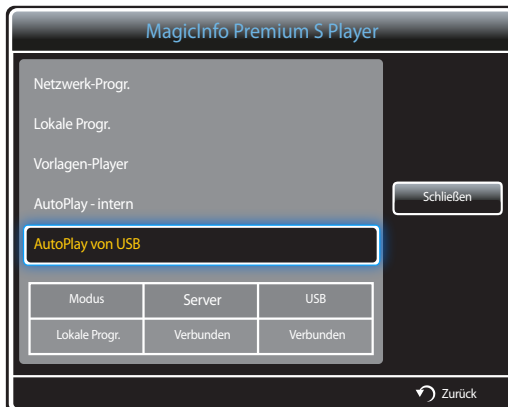 MagicInfo Premium S Player
Netzwerk-Progr.
Lokale Progr.
Vorlagen-Player
AutoPlay - intern
Schließen
AutoPlay von USB
Modus Server USB
Lokale Progr. Verbunden Verbunden
Zurück